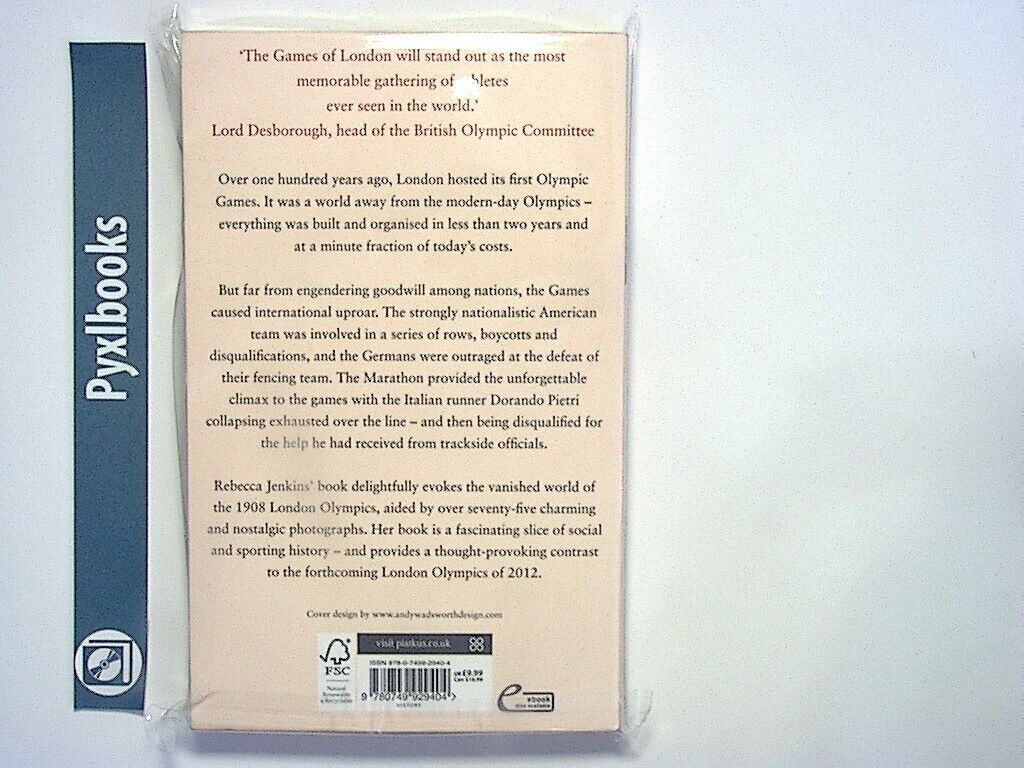 Pyxlbooks
'The Games of London will stand out as the most
memorable gathering of
ever seen in the world.'
Lord Desborough, head of the British Olympic Committee
Over one hundred years ago, London hosted its first Olympic
Games. It was a world away from the modern-day Olympics –
everything was built and organised in less than two years and
at a minute fraction of today's costs.
But far from engendering goodwill among nations, the Games
caused international uproar. The strongly nationalistic American
team was involved in a series of rows, boycotts and
disqualifications, and the Germans were outraged at the defeat of
their fencing team. The Marathon provided the unforgettable
climax to the games with the Italian runner Dorando Pietri
collapsing exhausted over the line – and then being disqualified for
the help he had received from trackside officials.
Rebecca Jenkins' book delightfully evokes the vanished world of
the 1908 London Olympics, aided by over seventy-five charming
and nostalgic photographs. Her book is a fascinating slice of social
and sporting history – and provides a thought-provoking contrast
to the forthcoming London Olympics of 2012.
Cover design by www.andywadsworthdesign.com
visit piatkus.co.uk
FSC
ISBN 978-0-7499-2940-4
UK £9.99
9 780749 929404 >
HISTORY
ebook
also available